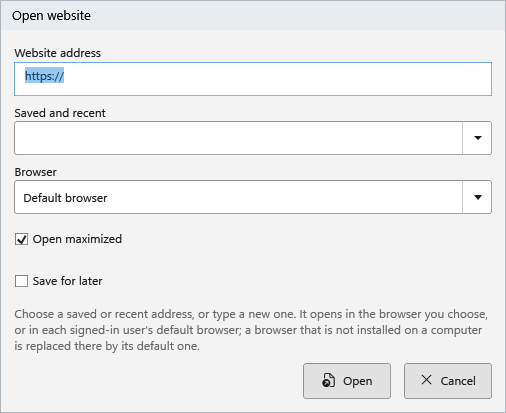 Open website
Website address
https://
Saved and recent
Browser
Default browser
Open maximized
Save for later
Choose a saved or recent address, or type a new one. It opens in the browser you choose,
or in each signed-in user's default browser; a browser that is not installed on a computer
is replaced there by its default one.
Open
Cancel